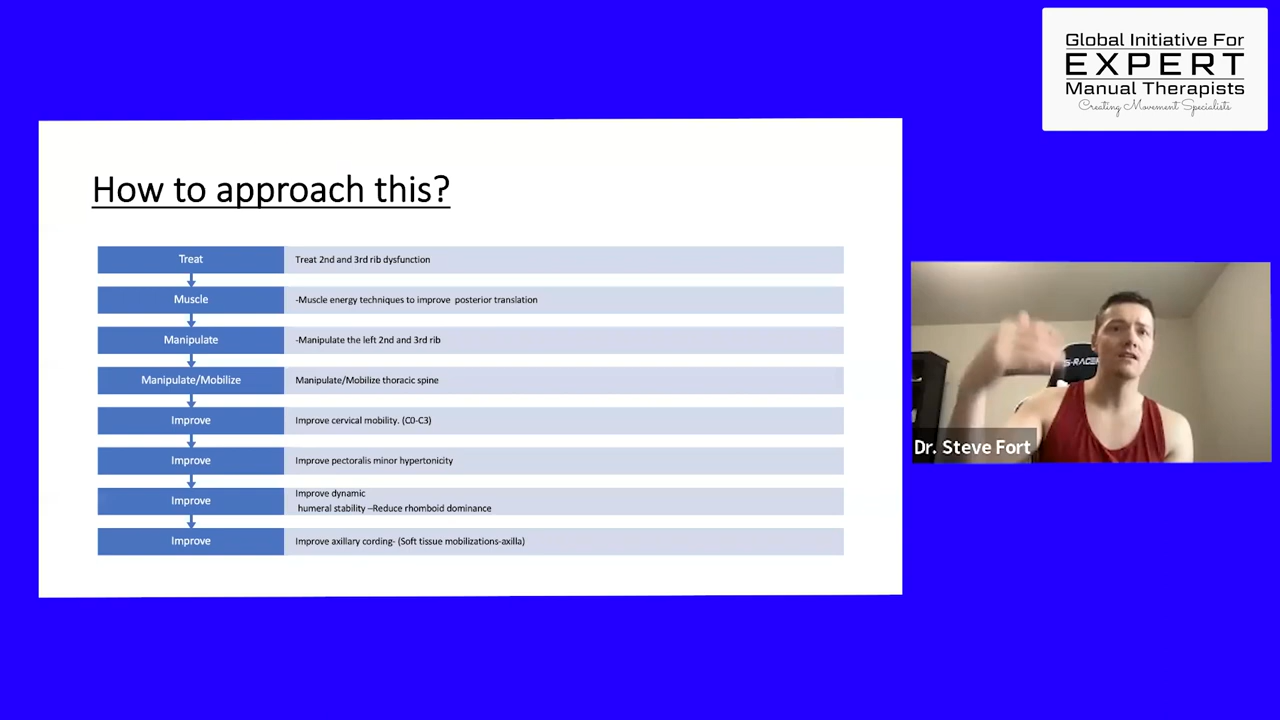 Global Initiative For
EXPERT
Manual Therapists
Creating Movement Specialists
How to approach this?
Treat
Treat 2nd and 3rd rib dysfunction
Muscle
-Muscle energy techniques to improve posterior translation
Manipulate
-Manipulate the left 2nd and 3rd rib
Manipulate/Mobilize
Manipulate/Mobilize thoracic spine
Improve
Improve cervical mobility. (C0-C3)
Improve
Improve pectoralis minor hypertonicity
Improve
Improve dynamic
humeral stability –Reduce rhomboid dominance
Improve
Improve axillary cording- (Soft tissue mobilizations-axilla)
S-RACER
Dr. Steve Fort